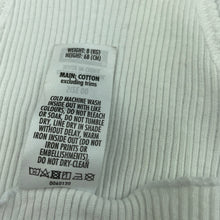 WEIGHT: 8 (KG)
HEIGHT: 68 (CM)
MAIN: COTTON
excluding trims
SIZE 00
COLD MACHINE WASH
INSIDE OUT WITH LIKE
COLOURS, DO NOT BLEACH
OR SOAK, DO NOT TUMBLE
DRY, LINE DRY IN SHADE
WITHOUT DELAY, WARM
IRON INSIDE OUT (DO NOT
IRON PRINTS OR
EMBELLISHMENTS),
DO NOT DRY-CLEAN